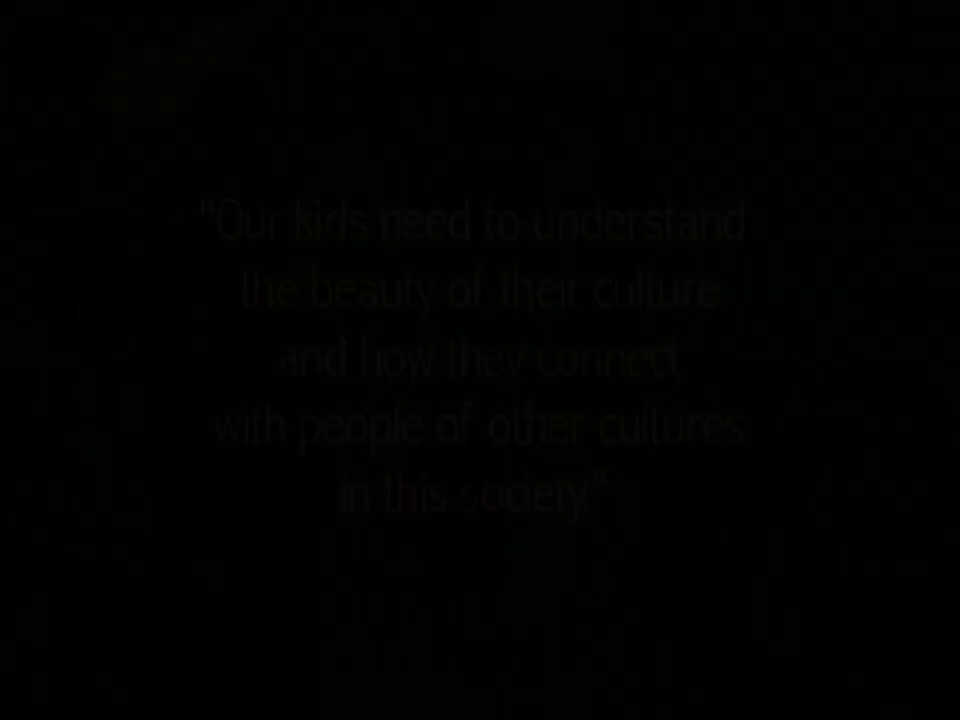 "Our kids need to understand
the beauty of their culture
and how they connect
with people of other cultures
in this society."